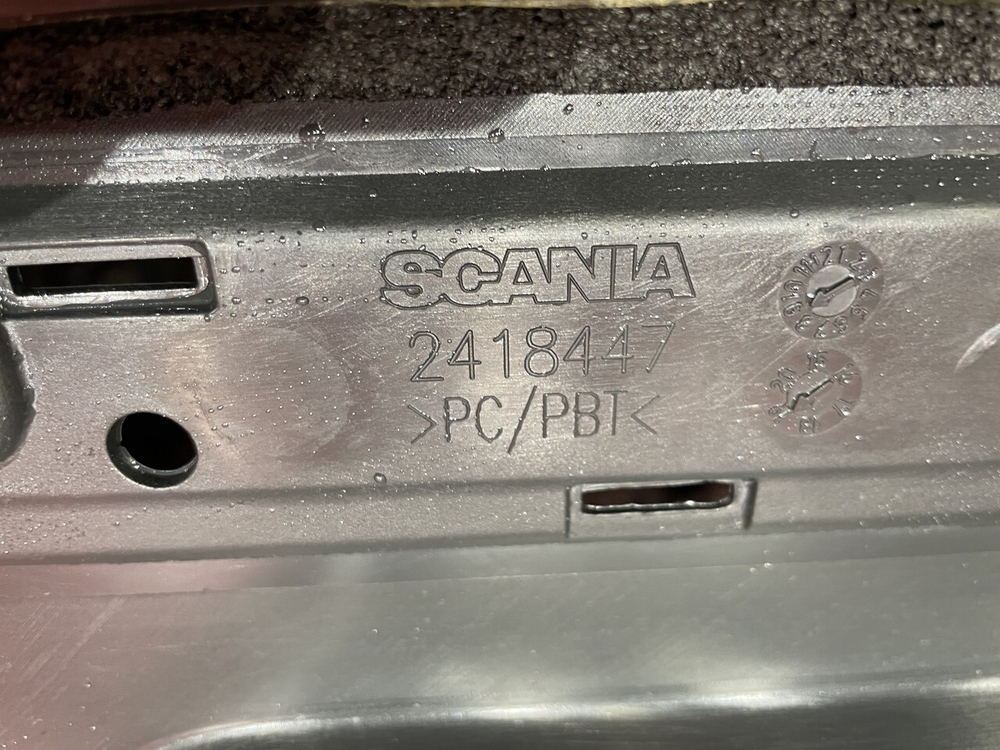 SCANIA
2418447
>PC/PBT<